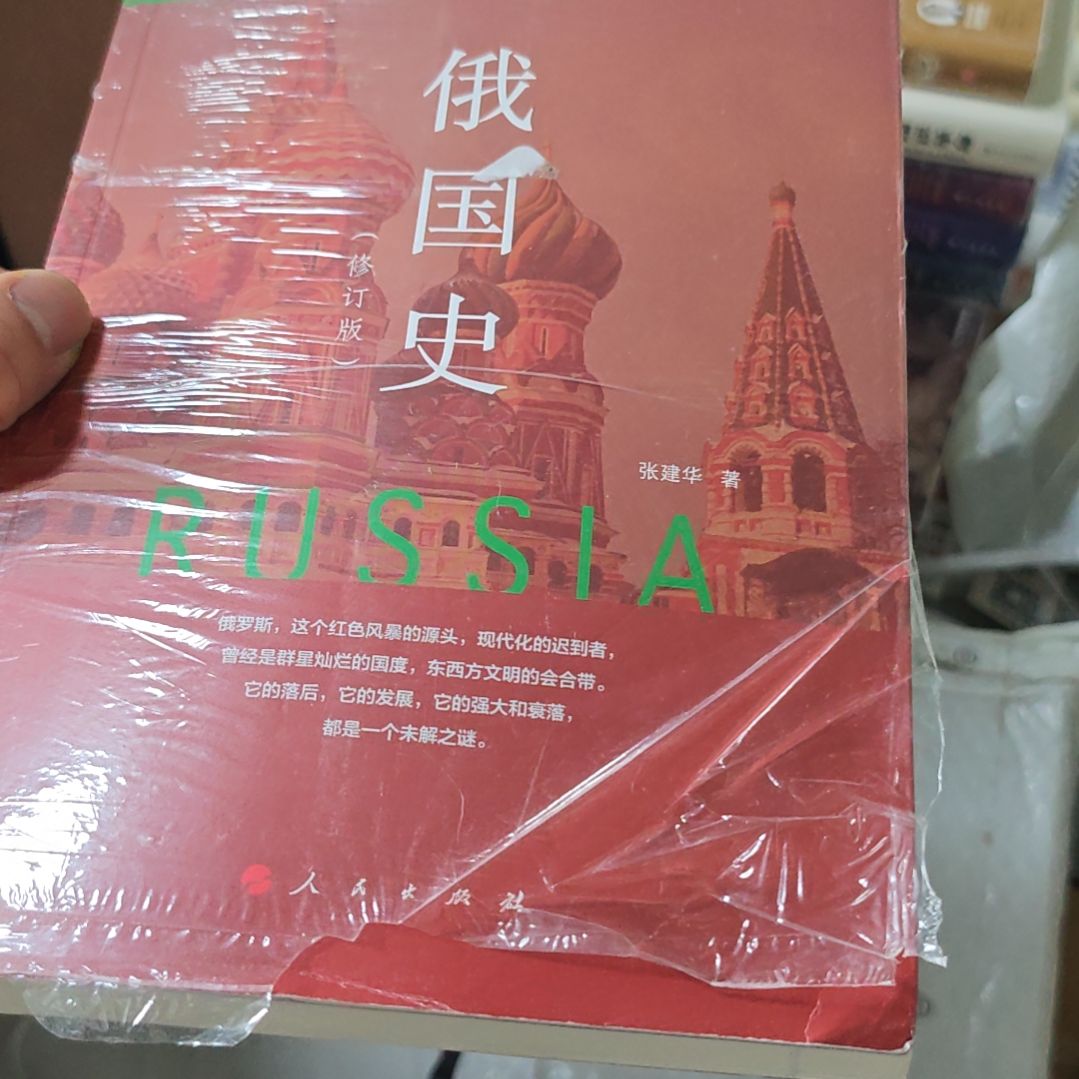 俄国史
（修订版）
张建华 著
RUSSIA
俄罗斯，这个红色风暴的源头，现代化的迟到者，
曾经是群星灿烂的国度，东西方文明的会合带。
它的落后，它的发展，它的强大和衰落，
都是一个未解之谜。
人民出版社